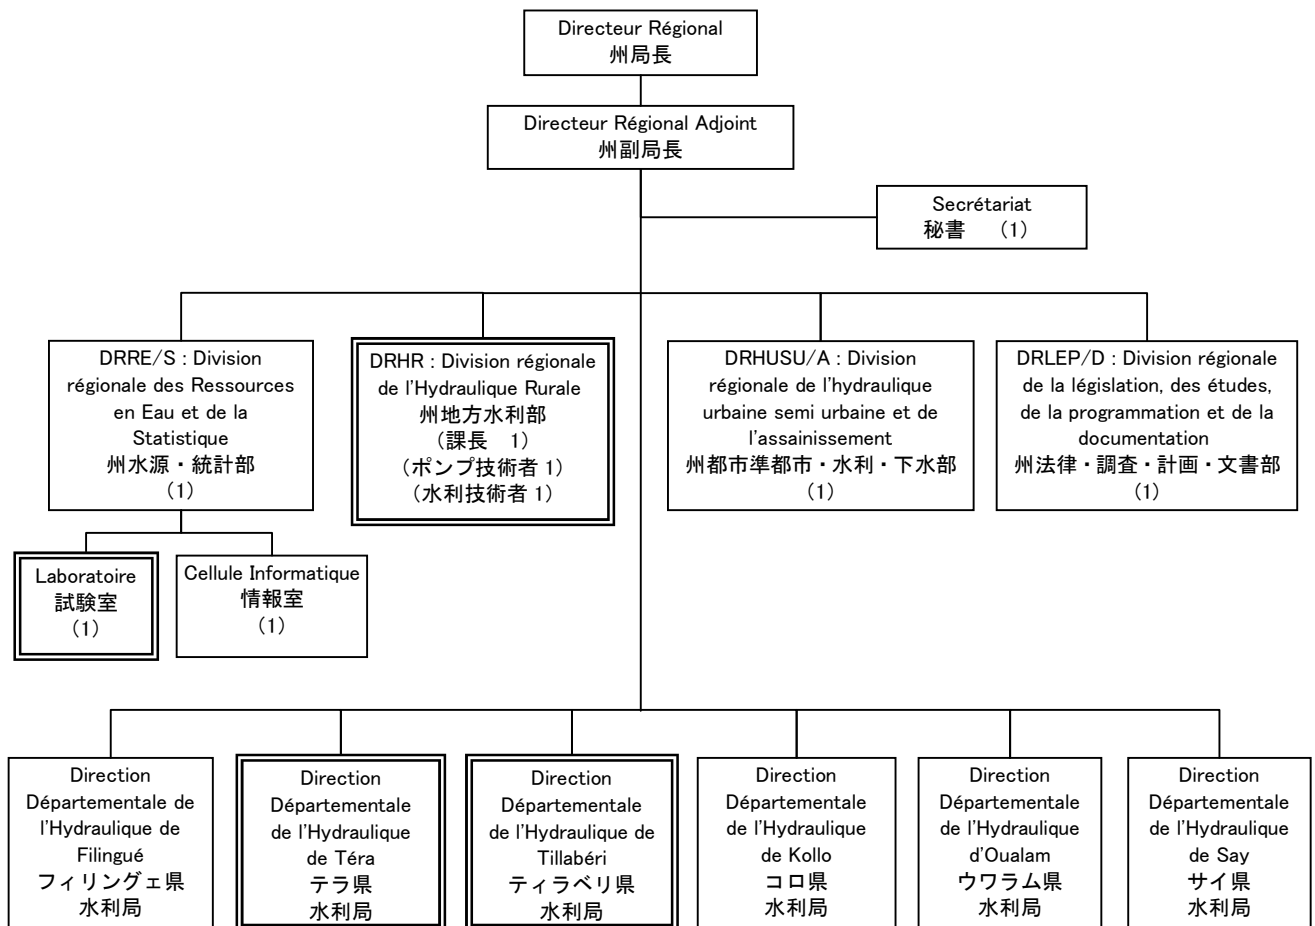 Directeur Régional
州局長
Directeur Régional Adjoint
州副局長
Secrétariat
秘書　（1）
DRRE/S : Division
régionale des Ressources
en Eau et de la
Statistique
州水源・統計部
（1）
DRHR : Division régionale
de l'Hydraulique Rurale
州地方水利部
（課長　1）
（ポンプ技術者 1）
（水利技術者 1）
DRHUSU/A : Division
régionale de l'hydraulique
urbaine semi urbaine et de
l'assainissement
州都市準都市・水利・下水部
（1）
DRLEP/D : Division régionale
de la législation, des études,
de la programmation et de la
documentation
州法律・調査・計画・文書部
（1）
Laboratoire
試験室
（1）
Cellule Informatique
情報室
（1）
Direction
Départementale de
l'Hydraulique de
Filingué
フィリングェ県
水利局
Direction
Départementale
de l'Hydraulique
de Téra
テラ県
水利局
Direction
Départementale
de l'Hydraulique de
Tillabéri
ティラベリ県
水利局
Direction
Départementale
de l'Hydraulique
de Kollo
コロ県
水利局
Direction
Départementale
de l'Hydraulique
d'Oualam
ウワラム県
水利局
Direction
Départementale
de l'Hydraulique
de Say
サイ県
水利局